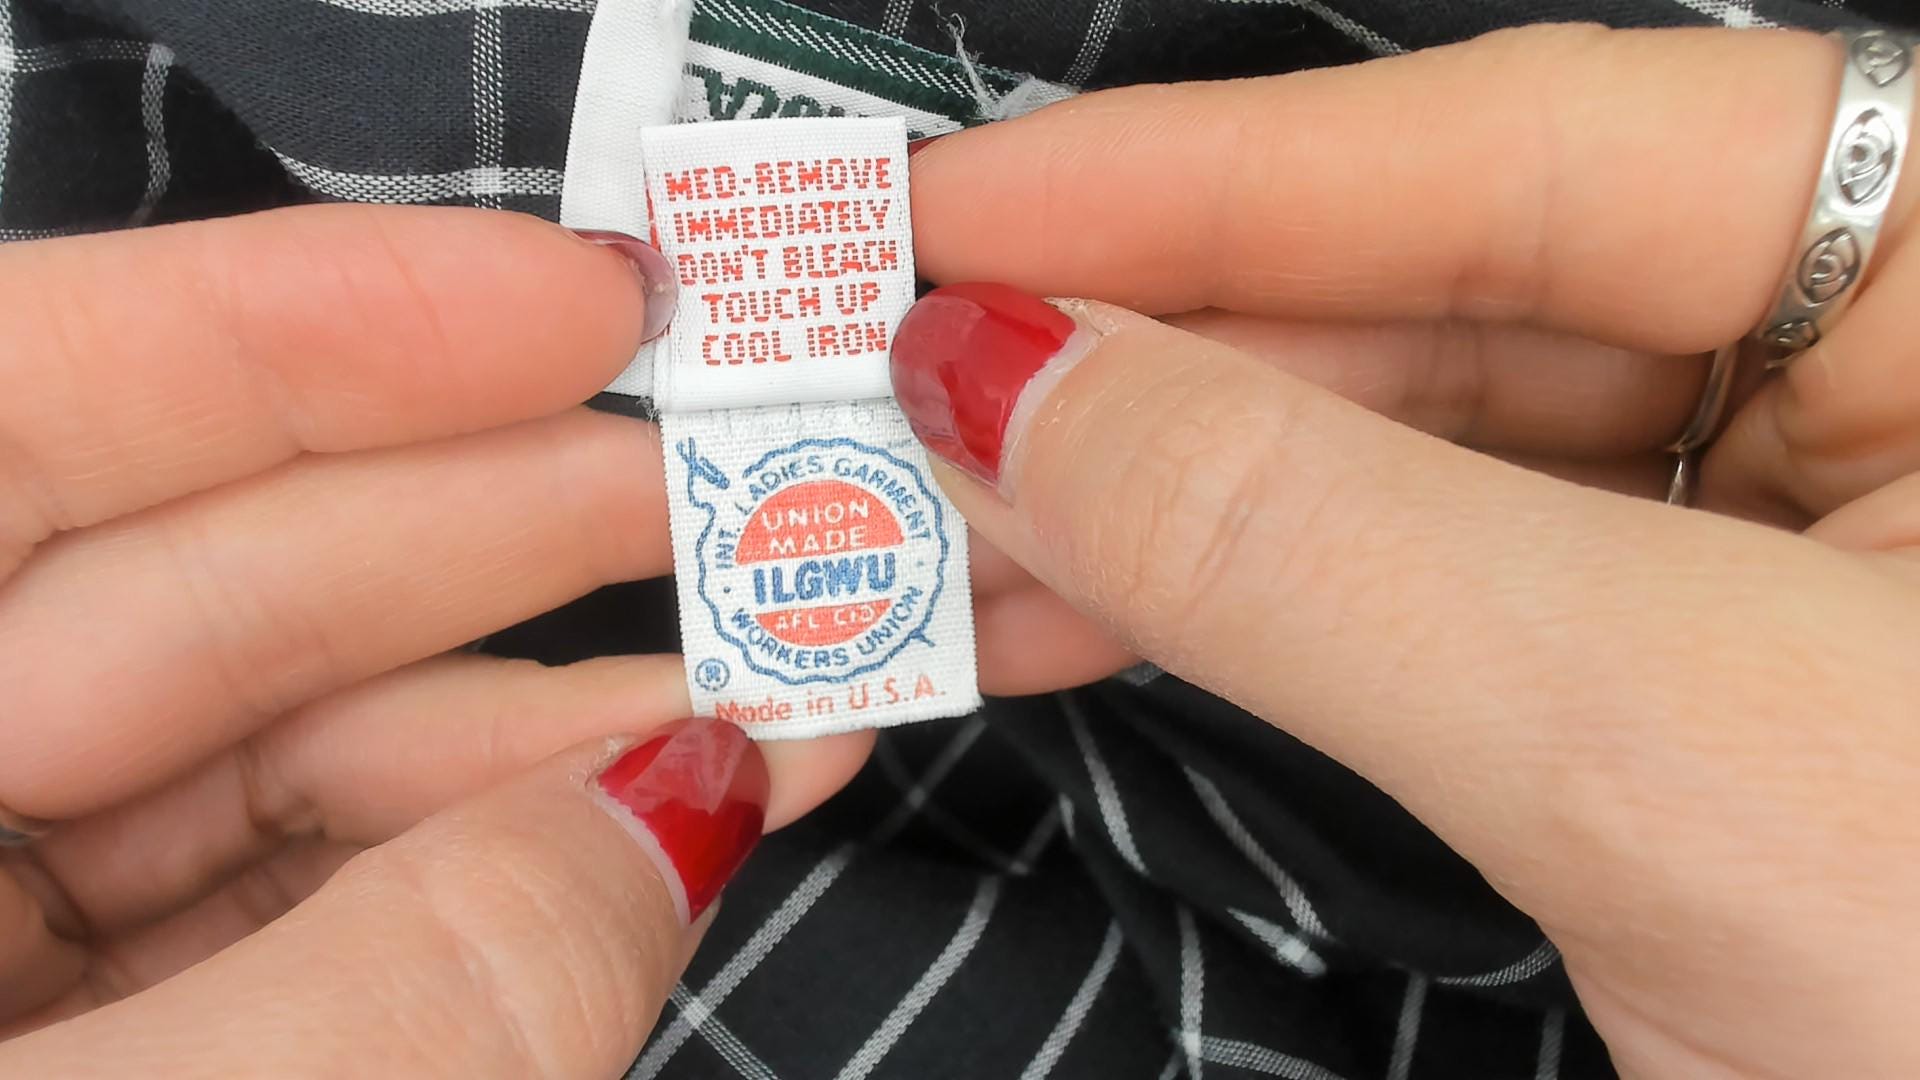 MED.-REMOVE
IMMEDIATELY
DON'T BLEACH
TOUCH UP
COOL IRON
INT. LADIES GARMENT
UNION
MADE
ILGWU
AFL CIO
WORKERS UNION
®
Made in U.S.A.